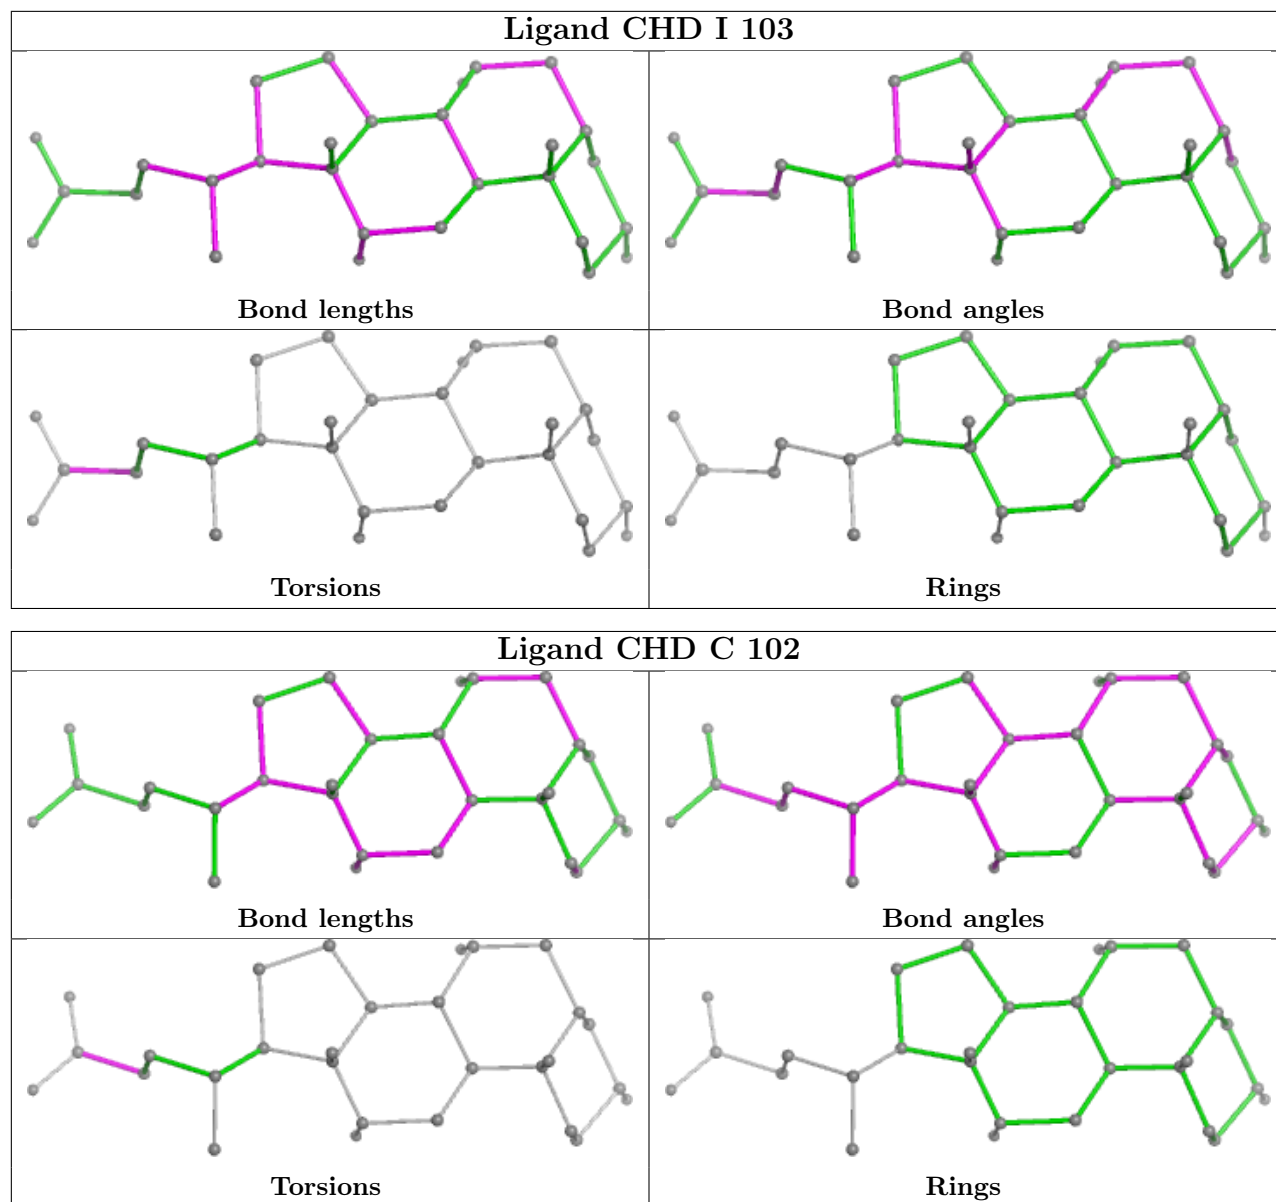 Ligand CHD I 103
Bond lengths
Bond angles
Torsions
Rings
Ligand CHD C 102
Bond lengths
Bond angles
Torsions
Rings